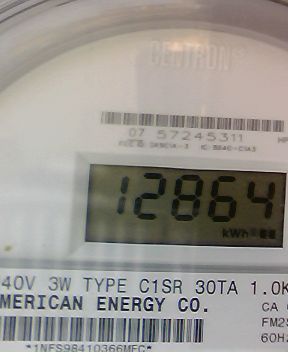 CENTRON®
07 57245311
12864
kWh
40V 3W TYPE C1SR 30TA 1.0K
MERICAN ENERGY CO.
CA
FM2S
60HZ
*1NFS98410366MFC*